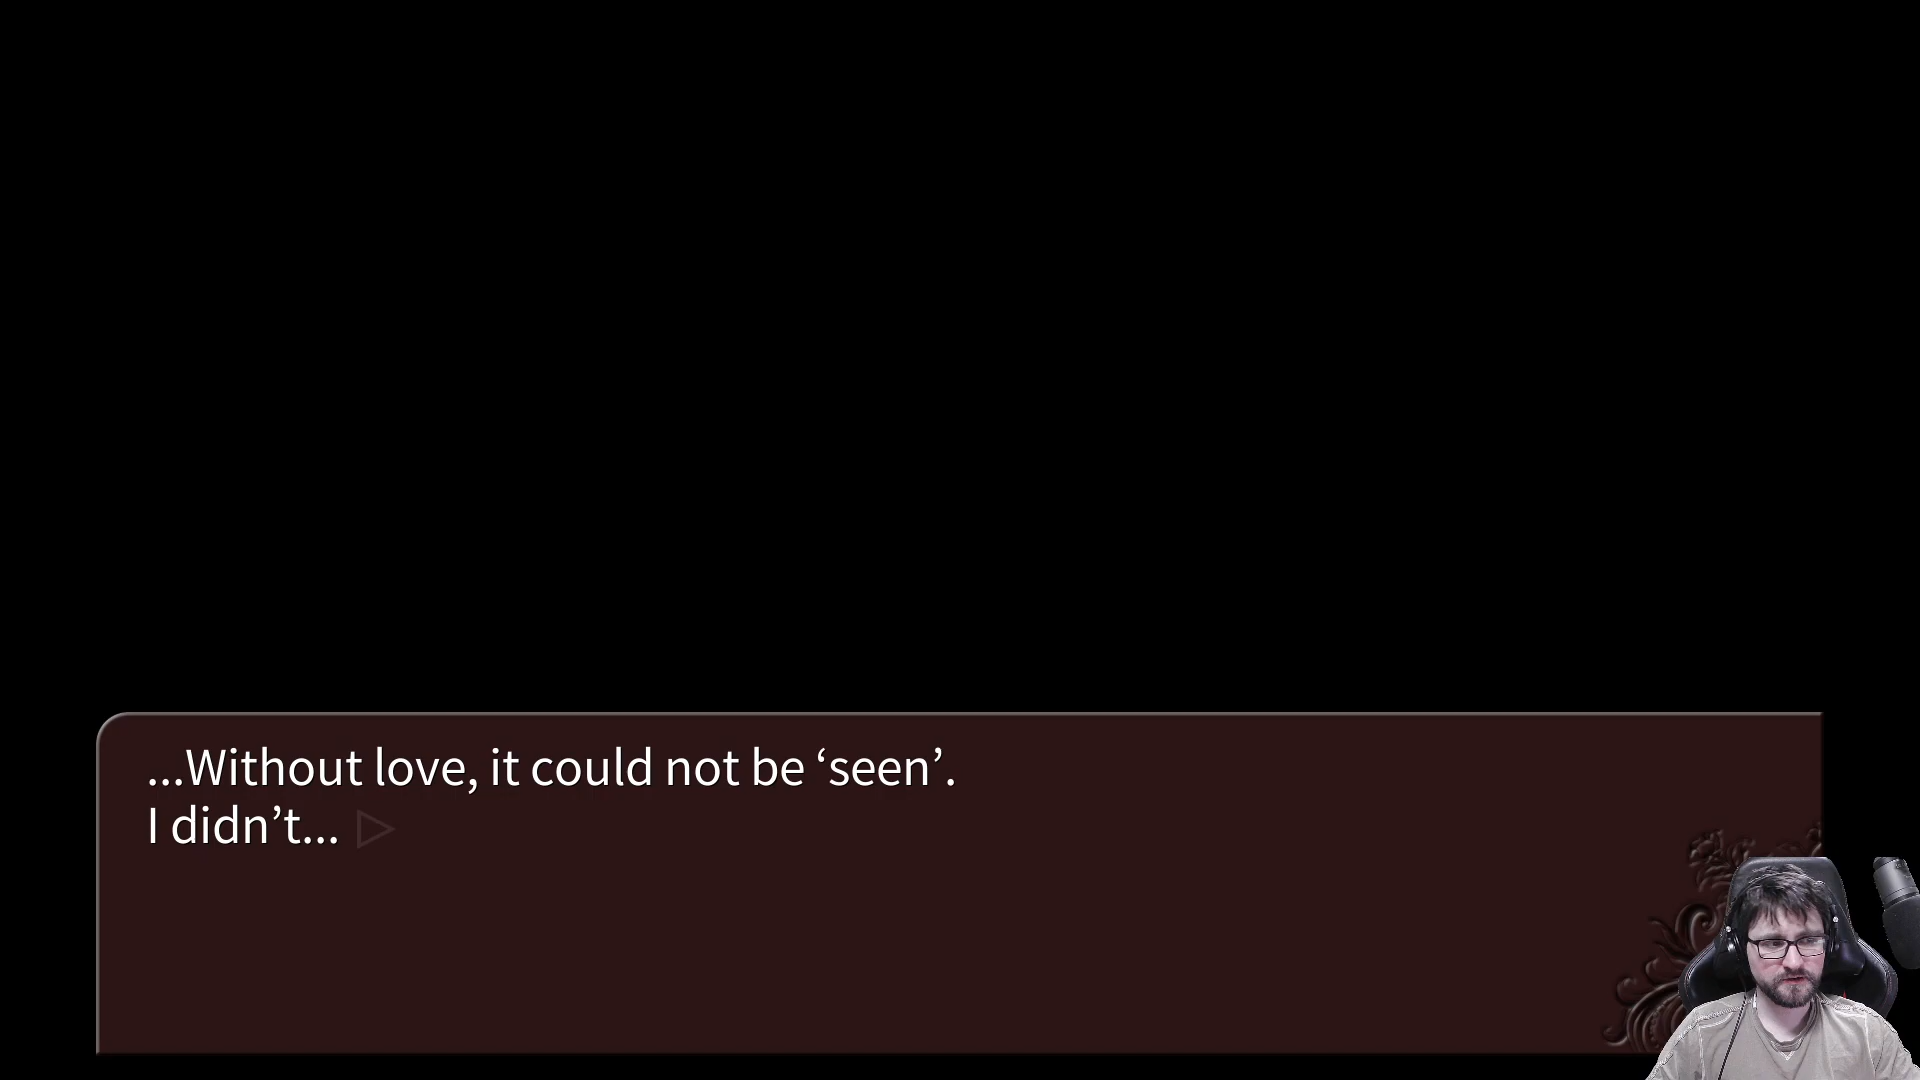 ...Without love, it could not be ‘seen’.
I didn’t...